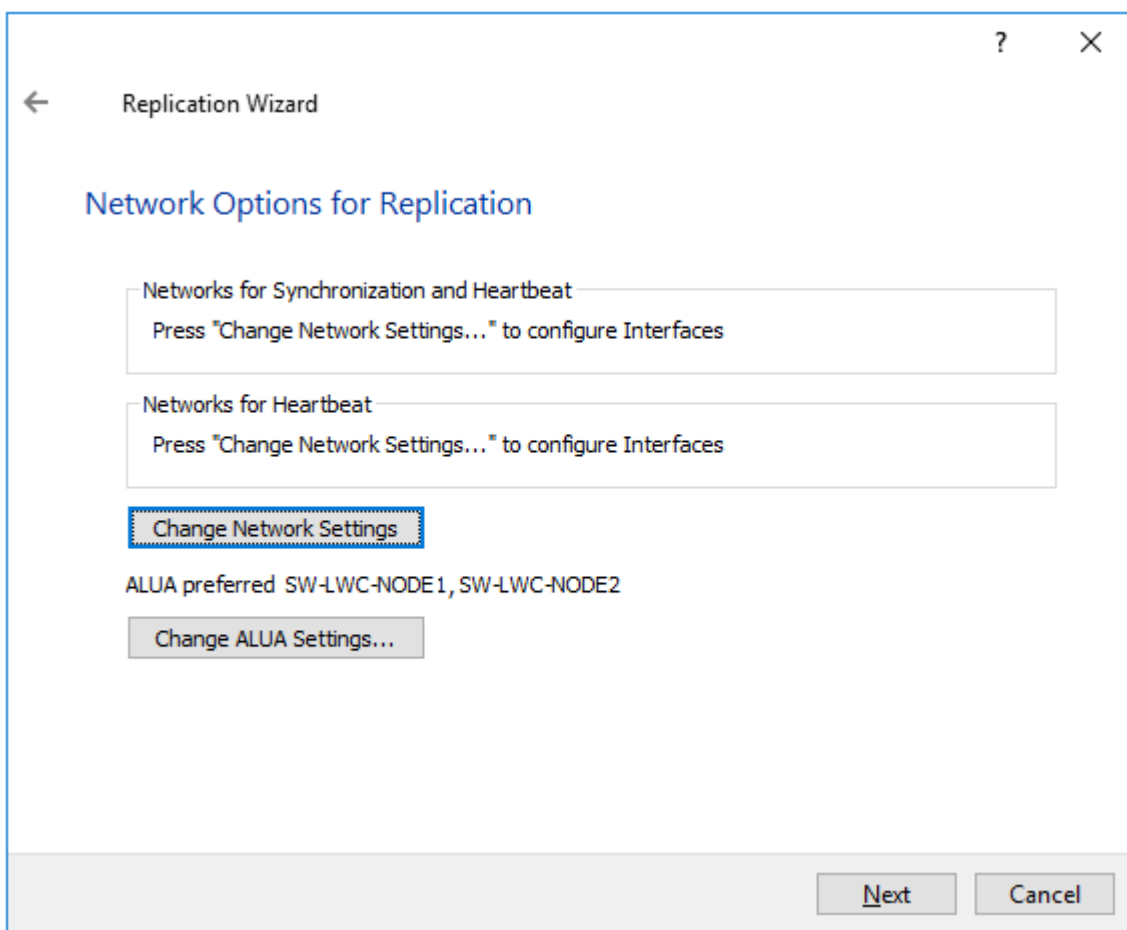 ?
Replication Wizard
Network Options for Replication
Networks for Synchronization and Heartbeat
Press "Change Network Settings..." to configure Interfaces
Networks for Heartbeat
Press "Change Network Settings..." to configure Interfaces
Change Network Settings
ALUA preferred SW-LWC-NODE1, SW-LWC-NODE2
Change ALUA Settings...
Next Cancel